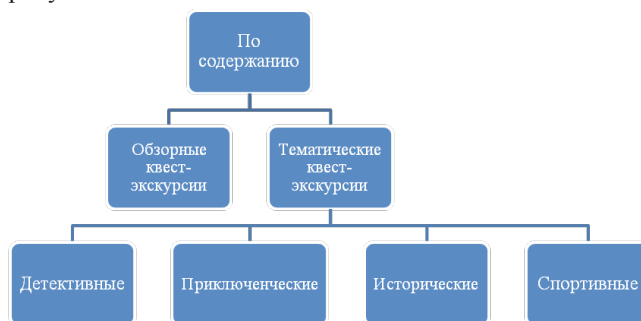 По
содержанию
Обзорные
квест-
экскурсии
Тематические
квест-
экскурсии
Детективные
Приключенческие
Исторические
Спортивные